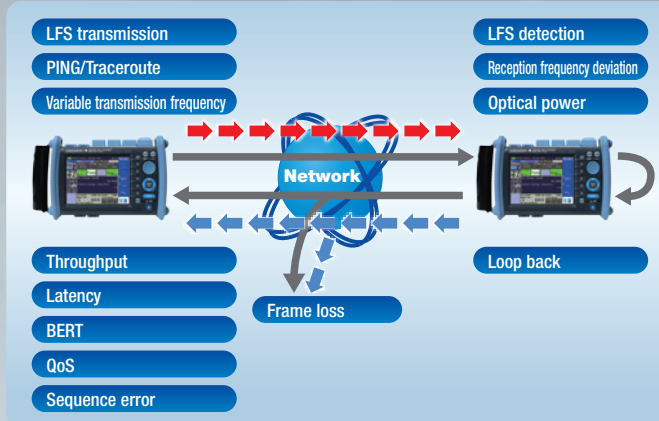 LFS transmission
PING/Traceroute
Variable transmission frequency
LFS detection
Reception frequency deviation
Optical power
Network
Throughput
Latency
BERT
QoS
Sequence error
Frame loss
Loop back